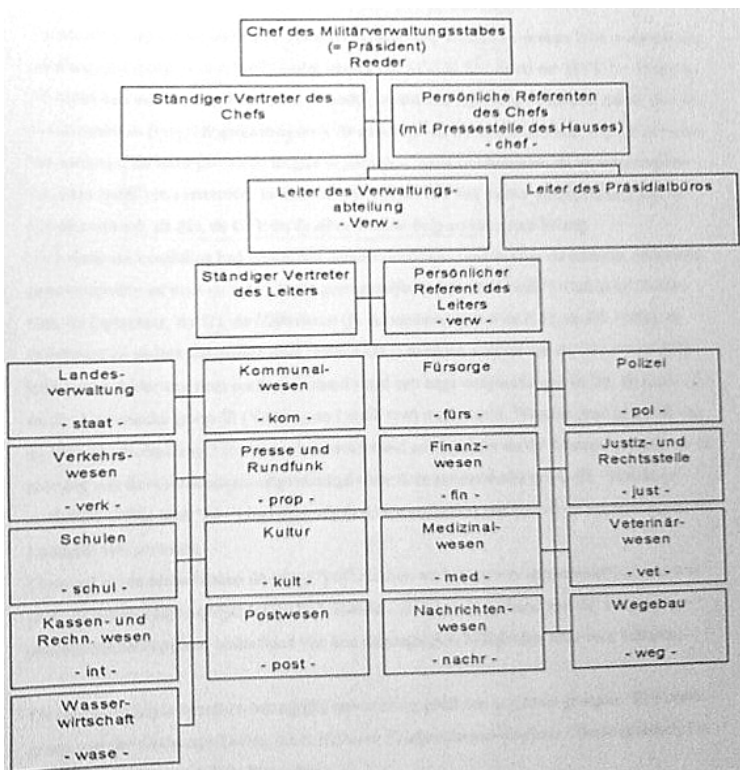 Chef des Militärverwaltungsstabes
(= Präsident)
Reeder
Ständiger Vertreter des
Chefs
Persönliche Referenten
des Chefs
(mit Pressestelle des Hauses)
- chef -
Leiter des Verwaltungs-
abteilung
- Verw -
Leiter des Präsidialbüros
Ständiger Vertreter
des Leiters
Persönlicher
Referent des
Leiters
- verw -
Landes-
verwaltung
- staat -
Kommunal-
wesen
- kom -
Fürsorge
- fürs -
Polizei
- pol -
Verkehrs-
wesen
- verk -
Presse und
Rundfunk
- prop -
Finanz-
wesen
- fin -
Justiz- und
Rechtsstelle
- just -
Schulen
- schul -
Kultur
- kult -
Medizinal-
wesen
- med -
Veterinär-
wesen
- vet -
Kassen- und
Rechn. wesen
- int -
Postwesen
- post -
Nachrichten-
wesen
- nachr -
Wegebau
- weg -
Wasser-
wirtschaft
- wase -